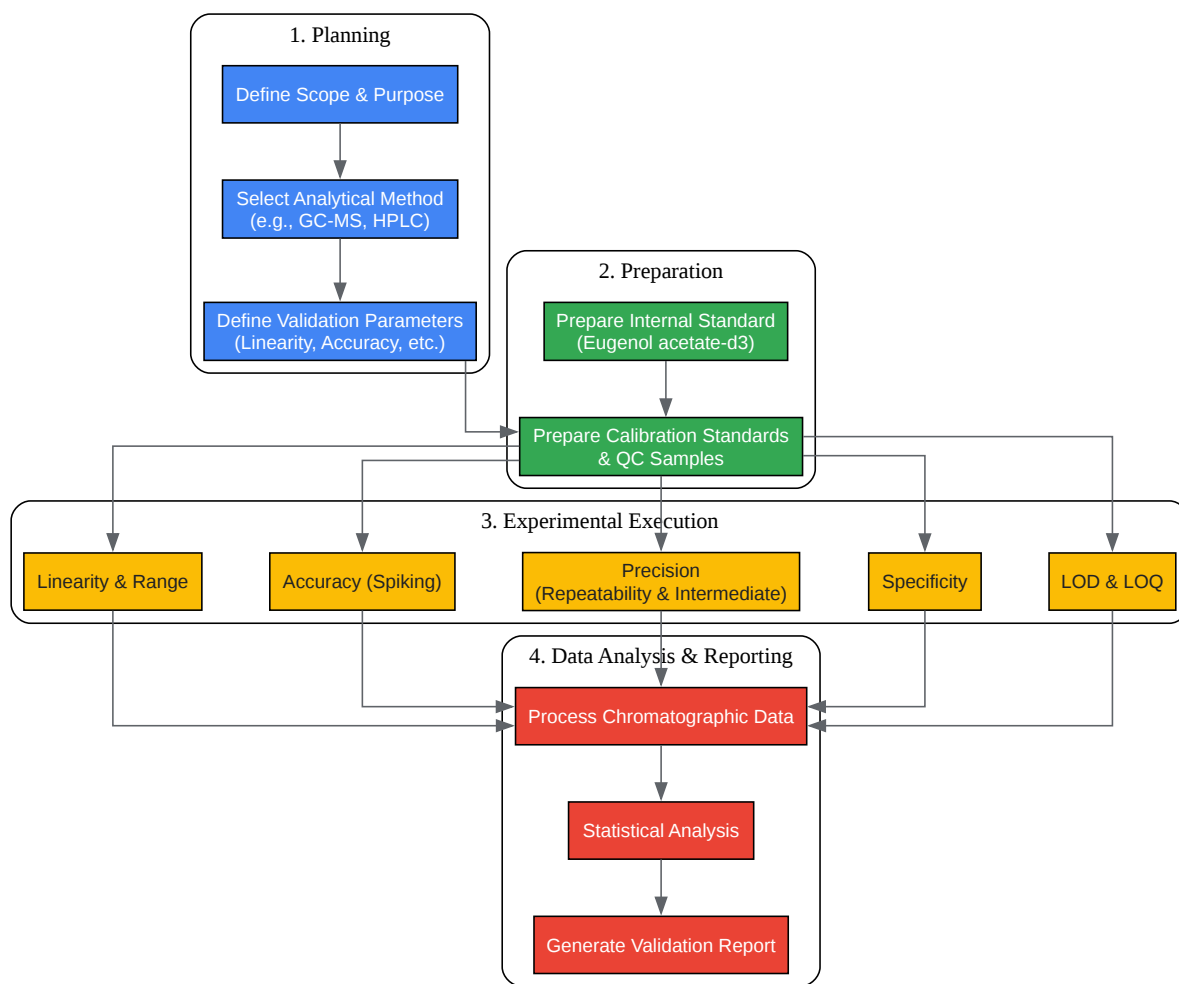 1. Planning
Define Scope & Purpose
Select Analytical Method
(e.g., GC-MS, HPLC)
Define Validation Parameters
(Linearity, Accuracy, etc.)
2. Preparation
Prepare Internal Standard
(Eugenol acetate-d3)
Prepare Calibration Standards
& QC Samples
3. Experimental Execution
Linearity & Range
Accuracy (Spiking)
Precision
(Repeatability & Intermediate)
Specificity
LOD & LOQ
4. Data Analysis & Reporting
Process Chromatographic Data
Statistical Analysis
Generate Validation Report